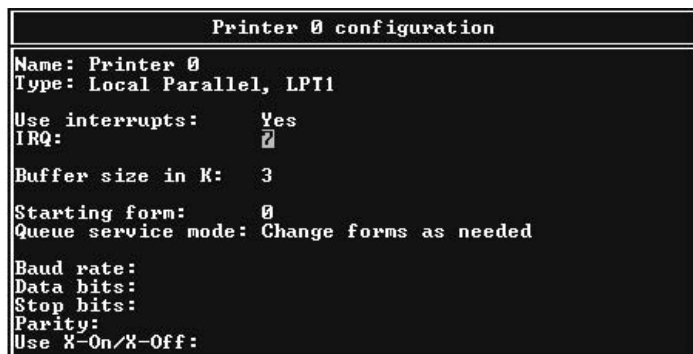 Printer 0 configuration
Name: Printer 0
Type: Local Parallel, LPT1
Use interrupts: Yes
IRQ: 7
Buffer size in K: 3
Starting form: 0
Queue service mode: Change forms as needed
Baud rate:
Data bits:
Stop bits:
Parity:
Use X-On/X-Off: